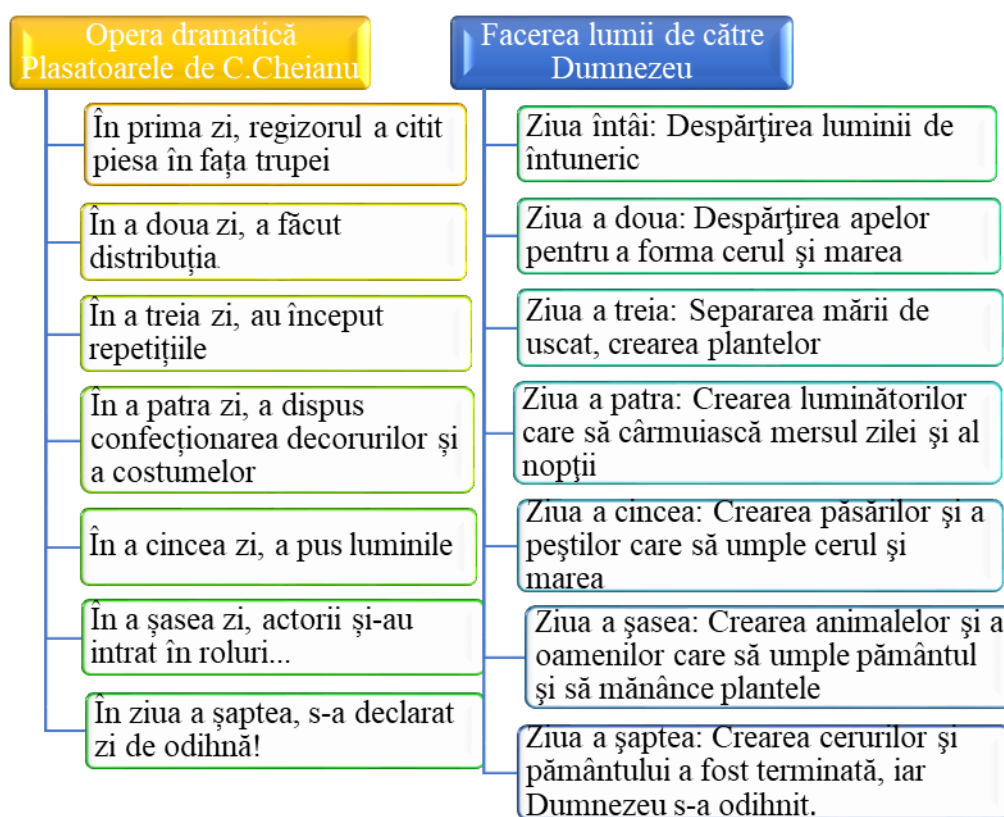 Opera dramatică
Plasatoarele de C.Cheianu
În prima zi, regizorul a citit
piesa în fața trupei
În a doua zi, a făcut
distribuția.
În a treia zi, au început
repetițiile
În a patra zi, a dispus
confecționarea decorurilor și
a costumelor
În a cincea zi, a pus luminile
În a șasea zi, actorii și-au
intrat în roluri...
În ziua a șaptea, s-a declarat
zi de odihnă!
Facerea lumii de către
Dumnezeu
Ziua întâi: Despărţirea luminii de
întuneric
Ziua a doua: Despărţirea apelor
pentru a forma cerul şi marea
Ziua a treia: Separarea mării de
uscat, crearea plantelor
Ziua a patra: Crearea luminătorilor
care să cârmuiască mersul zilei şi al
nopţii
Ziua a cincea: Crearea păsărilor şi a
peştilor care să umple cerul şi
marea
Ziua a şasea: Crearea animalelor şi a
oamenilor care să umple pământul
şi să mănânce plantele
Ziua a şaptea: Crearea cerurilor şi
pământului a fost terminată, iar
Dumnezeu s-a odihnit.